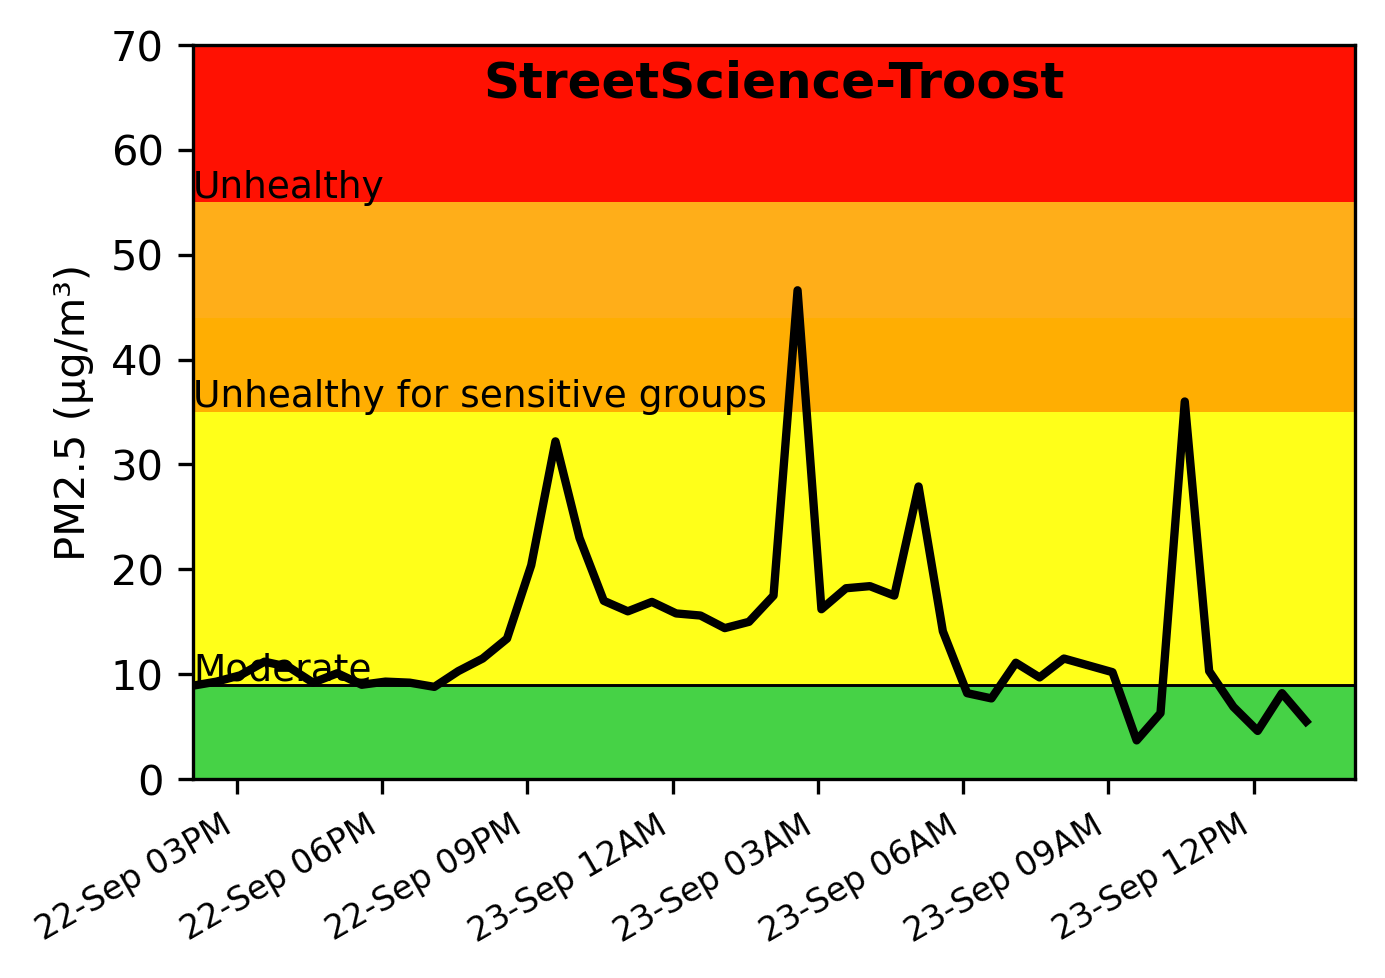 StreetScience-Troost
PM2.5 (µg/m³)
70
60
50
40
30
20
10
0
Unhealthy
Unhealthy for sensitive groups
Moderate
22-Sep 03PM
22-Sep 06PM
22-Sep 09PM
23-Sep 12AM
23-Sep 03AM
23-Sep 06AM
23-Sep 09AM
23-Sep 12PM